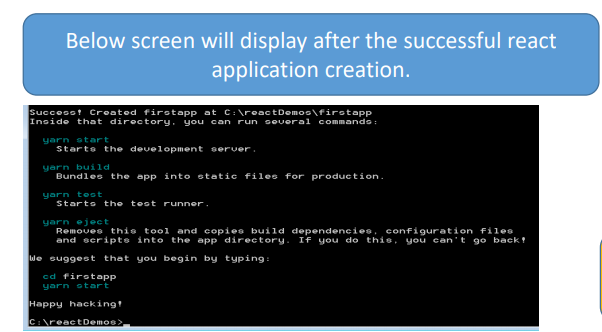 Below screen will display after the successful react
application creation.
Success! Created firstapp at C:\reactDemos\firstapp
Inside that directory, you can run several commands:
yarn start
Starts the development server.
yarn build
Bundles the app into static files for production.
yarn test
Starts the test runner.
yarn eject
Removes this tool and copies build dependencies, configuration files
and scripts into the app directory. If you do this, you can't go back!
We suggest that you begin by typing:
cd firstapp
yarn start
Happy hacking!
C:\reactDemos>_